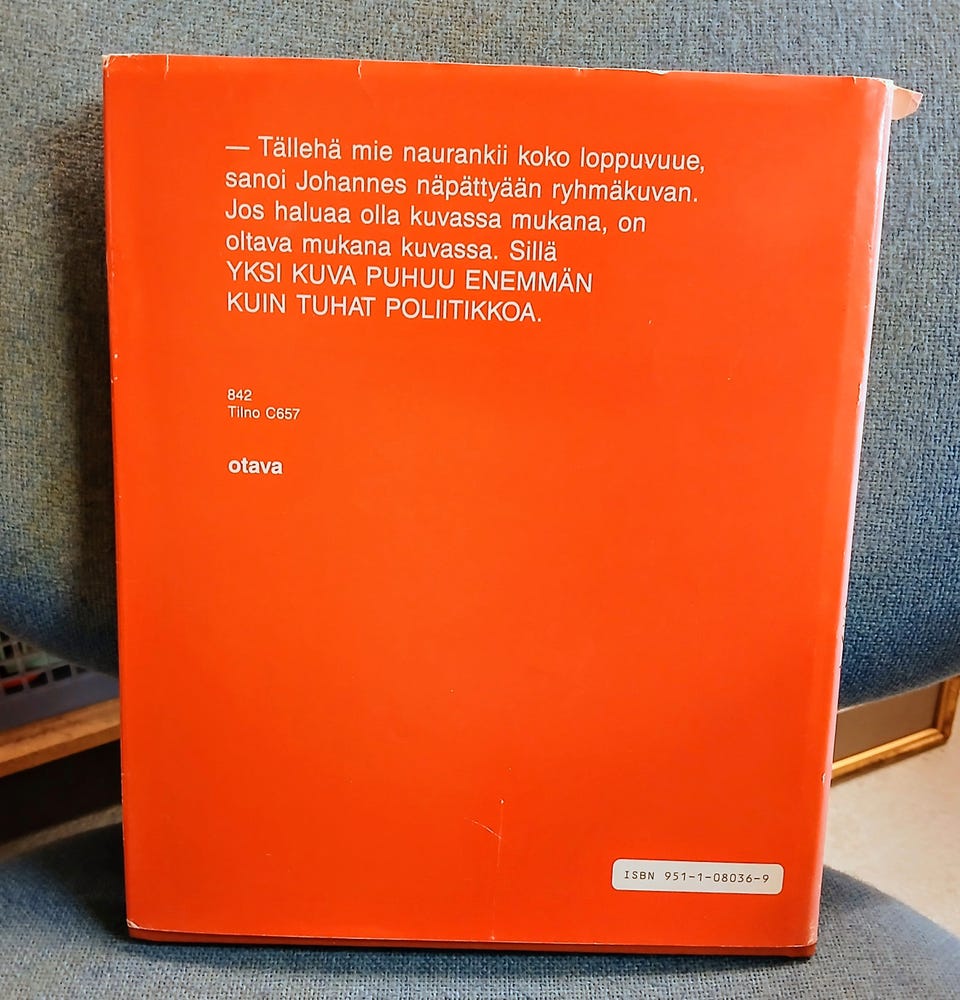 — Tällehä mie naurankii koko loppuvuue,
sanoi Johannes näpättyään ryhmäkuvan.
Jos haluaa olla kuvassa mukana, on
oltava mukana kuvassa. Sillä
YKSI KUVA PUHUU ENEMMÄN
KUIN TUHAT POLIITIKKOA.
842
Tilno C657
otava
ISBN 951-1-08036-9